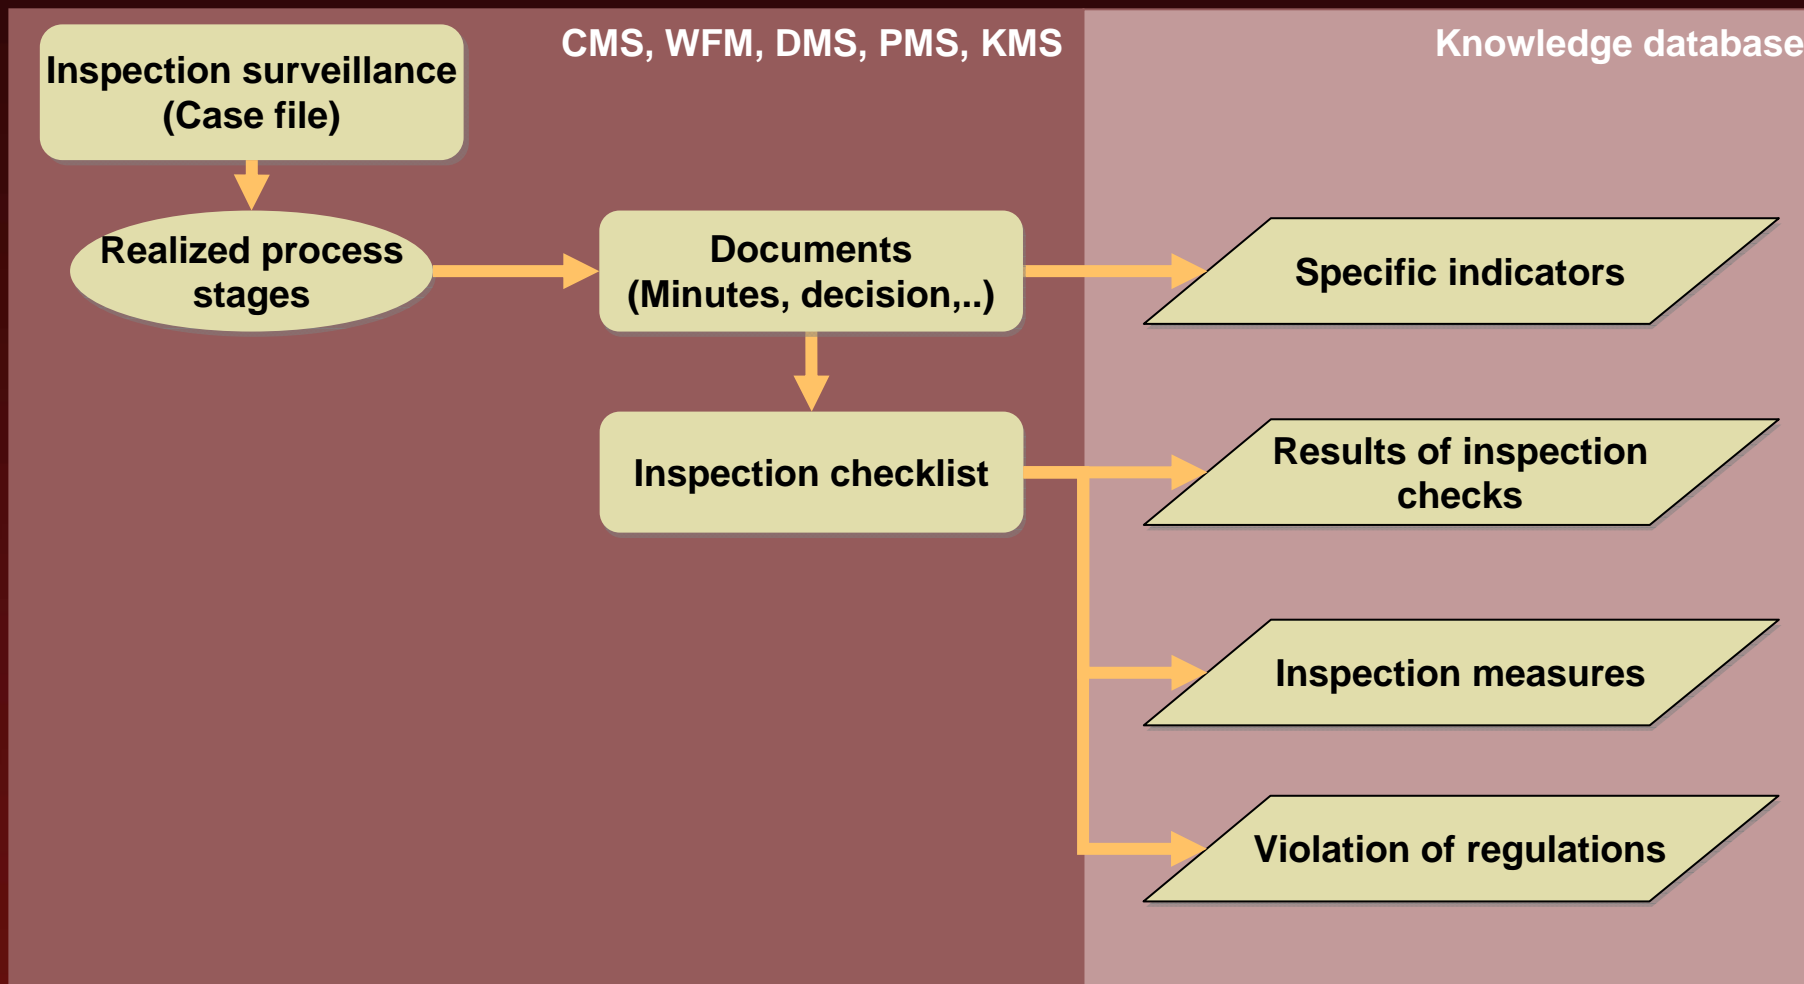 CMS, WFM, DMS, PMS, KMS
Knowledge database
Inspection surveillance
(Case file)
Realized process
stages
Documents
(Minutes, decision,..)
Specific indicators
Inspection checklist
Results of inspection
checks
Inspection measures
Violation of regulations